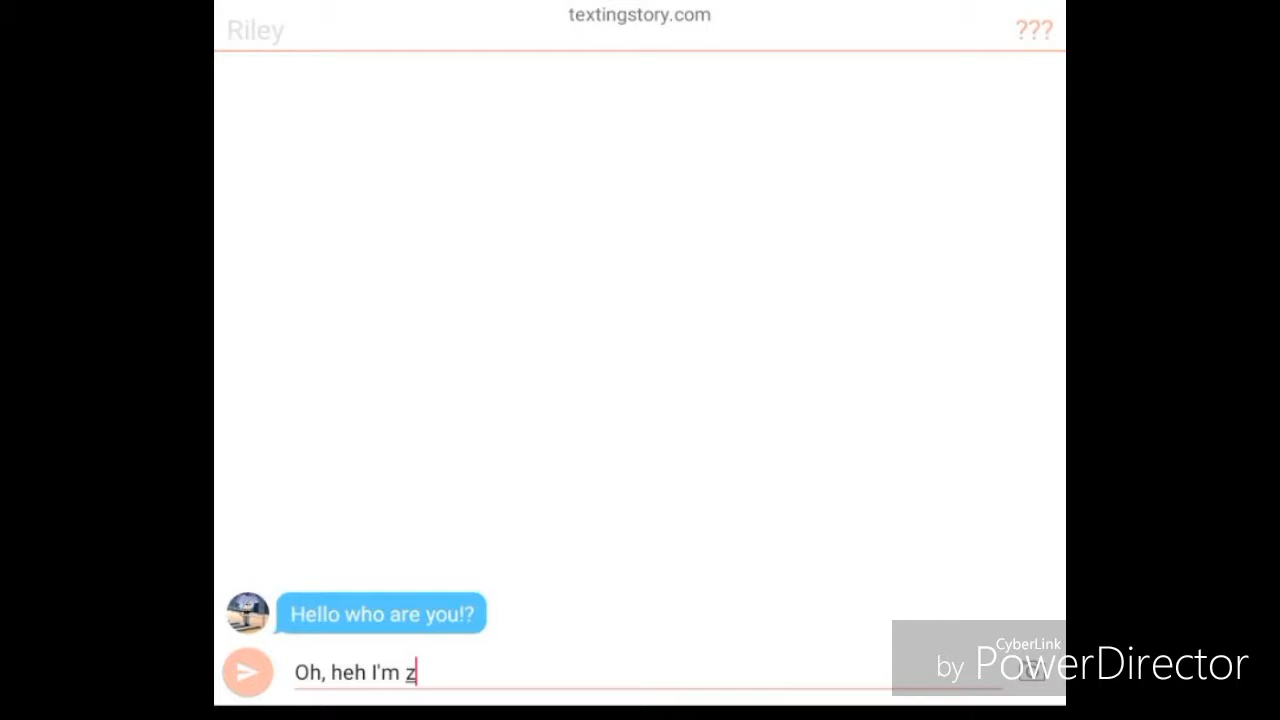 textingstory.com
Riley
???
Hello who are you!?
Oh, heh I'm z
CyberLink
by PowerDirector